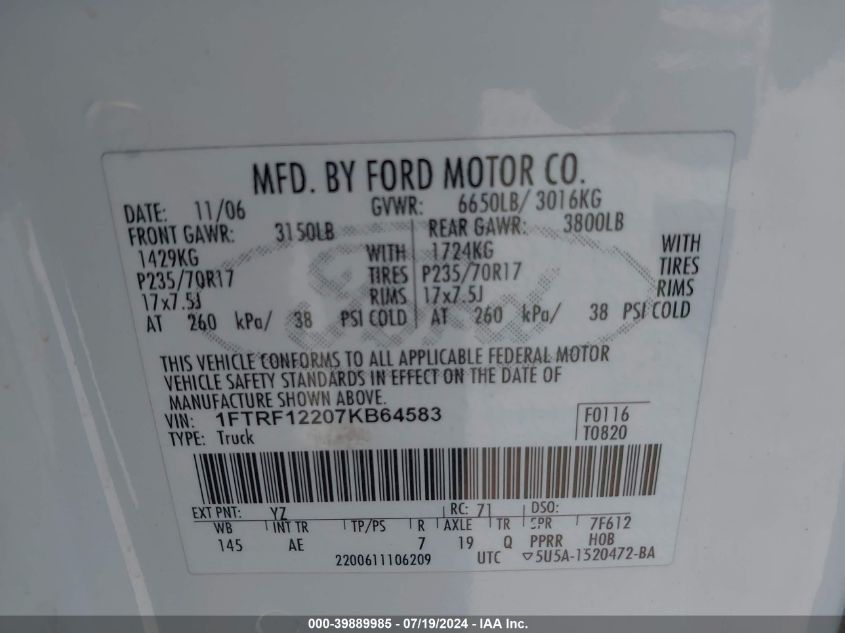 MFD. BY FORD MOTOR CO.
DATE: 11/06 GVWR: 6650LB/ 3016KG
FRONT GAWR: 3150LB REAR GAWR: 3800LB
1429KG WITH 1724KG WITH
P235/70R17 TIRES P235/70R17 TIRES
17x7.5J RIMS 17x7.5J RIMS
AT 260 kPa/ 38 PSI COLD AT 260 kPa/ 38 PSI COLD
THIS VEHICLE CONFORMS TO ALL APPLICABLE FEDERAL MOTOR
VEHICLE SAFETY STANDARDS IN EFFECT ON THE DATE OF
MANUFACTURE SHOWN ABOVE.
VIN: 1FTRF12207KB64583 F0116
TYPE: Truck T0820
EXT PNT: YZ RC: 71 DSO:
WB INT TR TP/PS R AXLE TR SPR 7F612
145 AE 7 19 Q PPRR HOB
2200611106209 UTC ▽5U5A-1520472-BA
000-39889985 / 07/19/2024 - IAA Inc.